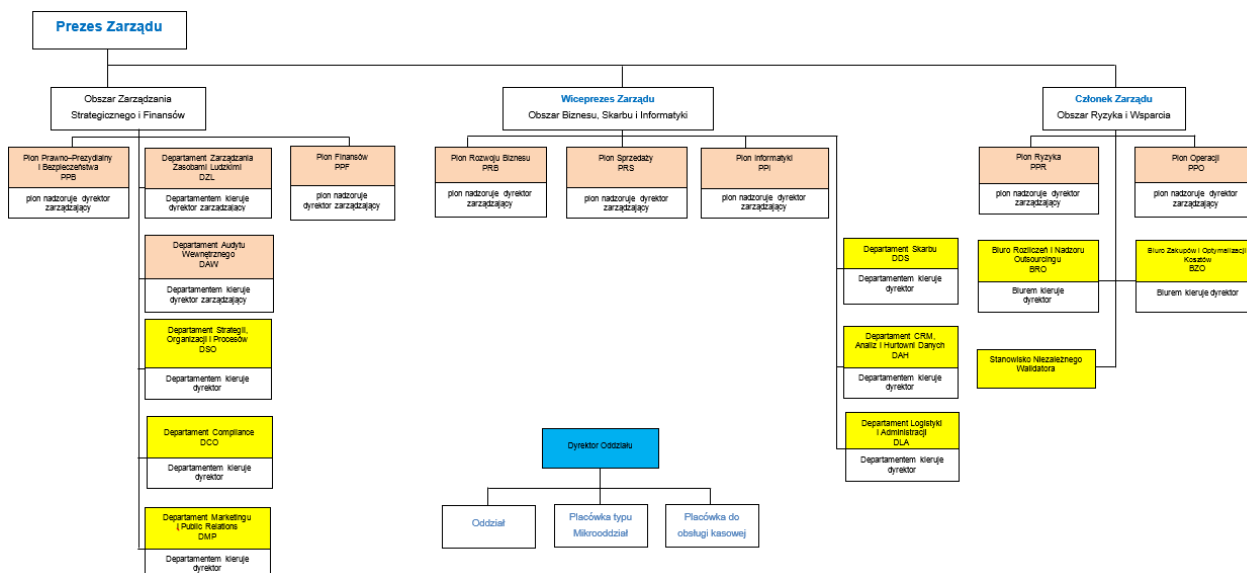 Prezes Zarządu
Obszar Zarządzania
Strategicznego i Finansów
Wiceprezes Zarządu
Obszar Biznesu, Skarbu i Informatyki
Członek Zarządu
Obszar Ryzyka i Wsparcia
Pion Prawno–Prezydialny
i Bezpieczeństwa
PPB
pion nadzoruje dyrektor
zarządzający
Departament Zarządzania
Zasobami Ludzkimi
DZL
Departamentem kieruje
dyrektor zarządzający
Pion Finansów
PPF
pion nadzoruje
dyrektor zarządzający
Pion Rozwoju Biznesu
PRB
pion nadzoruje dyrektor
zarządzający
Pion Sprzedaży
PRS
pion nadzoruje dyrektor
zarządzający
Pion Informatyki
PPI
pion nadzoruje dyrektor
zarządzający
Pion Ryzyka
PPR
pion nadzoruje dyrektor
zarządzający
Pion Operacji
PPO
pion nadzoruje dyrektor
zarządzający
Departament Audytu
Wewnętrznego
DAW
Departamentem kieruje
dyrektor zarządzający
Departament Skarbu
DDS
Departamentem kieruje
dyrektor
Biuro Rozliczeń i Nadzoru
Outsourcingu
BRO
Biurem kieruje
dyrektor
Biuro Zakupów i Optymalizacji
Kosztów
BZO
Biurem kieruje dyrektor
Departament Strategii,
Organizacji i Procesów
DSO
Departamentem kieruje
dyrektor
Departament CRM,
Analiz i Hurtowni Danych
DAH
Departamentem kieruje
dyrektor
Stanowisko Niezależnego
Walidatora
Departament Compliance
DCO
Departamentem kieruje
dyrektor
Departament Logistyki
i Administracji
DLA
Departamentem kieruje
dyrektor
Dyrektor Oddziału
Oddział
Placówka typu
Mikrooddział
Placówka do
obsługi kasowej
Departament Marketingu
i Public Relations
DMP
Departamentem kieruje
dyrektor